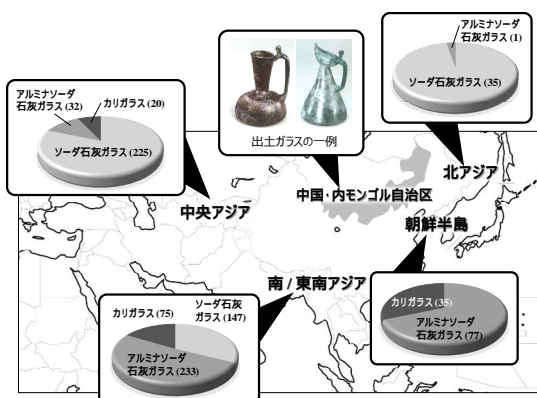 アルミナソーダ
石灰ガラス (1)
ソーダ石灰ガラス (35)
出土ガラスの一例
アルミナソーダ
石灰ガラス (32)
カリガラス (20)
ソーダ石灰ガラス (225)
北アジア
中国・内モンゴル自治区
中央アジア
朝鮮半島
南 / 東南アジア
カリガラス (75)
ソーダ石灰
ガラス (147)
アルミナソーダ
石灰ガラス (233)
カリガラス (35)
アルミナソーダ
石灰ガラス (77)